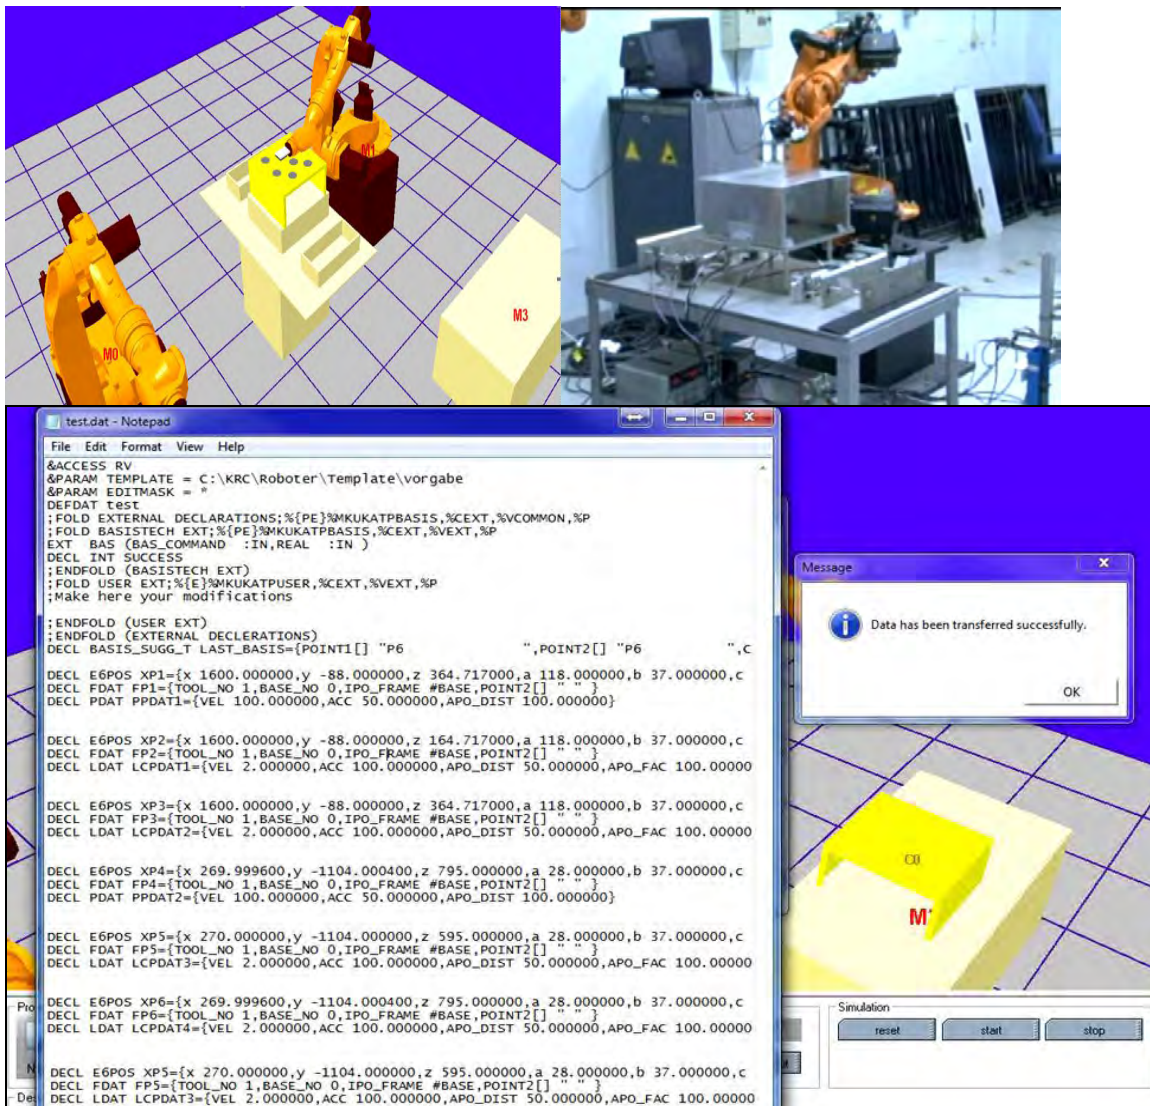 M1
M3
M0
test.dat - Notepad
File Edit Format View Help
&ACCESS RV
&PARAM TEMPLATE = C:\KRC\Roboter\Template\vorgabe
&PARAM EDITMASK = *
DEFDAT test
;FOLD EXTERNAL DECLARATIONS;%{PE}%MKUKATPBASIS,%CEXT,%VCOMMON,%P
;FOLD BASISTECH EXT;%{PE}%MKUKATPBASIS,%CEXT,%VEXT,%P
EXT BAS (BAS_COMMAND :IN,REAL :IN )
DECL INT SUCCESS
;ENDFOLD (BASISTECH EXT)
;FOLD USER EXT;%{E}%MKUKATPUSER,%CEXT,%VEXT,%P
;Make here your modifications
;ENDFOLD (USER EXT)
;ENDFOLD (EXTERNAL DECLERATIONS)
DECL BASIS_SUGG_T LAST_BASIS={POINT1[] "P6 ",POINT2[] "P6 ",C
DECL E6POS XP1={x 1600.000000,y -88.000000,z 364.717000,a 118.000000,b 37.000000,c
DECL FDAT FP1={TOOL_NO 1,BASE_NO 0,IPO_FRAME #BASE,POINT2[] " " }
DECL PDAT PPDAT1={VEL 100.000000,ACC 50.000000,APO_DIST 100.000000}
DECL E6POS XP2={x 1600.000000,y -88.000000,z 164.717000,a 118.000000,b 37.000000,c
DECL FDAT FP2={TOOL_NO 1,BASE_NO 0,IPO_FRAME #BASE,POINT2[] " " }
DECL LDAT LCPDAT1={VEL 2.000000,ACC 100.000000,APO_DIST 50.000000,APO_FAC 100.00000
DECL E6POS XP3={x 1600.000000,y -88.000000,z 364.717000,a 118.000000,b 37.000000,c
DECL FDAT FP3={TOOL_NO 1,BASE_NO 0,IPO_FRAME #BASE,POINT2[] " " }
DECL LDAT LCPDAT2={VEL 2.000000,ACC 100.000000,APO_DIST 50.000000,APO_FAC 100.00000
DECL E6POS XP4={x 269.999600,y -1104.000400,z 795.000000,a 28.000000,b 37.000000,c
DECL FDAT FP4={TOOL_NO 1,BASE_NO 0,IPO_FRAME #BASE,POINT2[] " " }
DECL PDAT PPDAT2={VEL 100.000000,ACC 50.000000,APO_DIST 100.000000}
DECL E6POS XP5={x 270.000000,y -1104.000000,z 595.000000,a 28.000000,b 37.000000,c
DECL FDAT FP5={TOOL_NO 1,BASE_NO 0,IPO_FRAME #BASE,POINT2[] " " }
DECL LDAT LCPDAT3={VEL 2.000000,ACC 100.000000,APO_DIST 50.000000,APO_FAC 100.00000
DECL E6POS XP6={x 269.999600,y -1104.000400,z 795.000000,a 28.000000,b 37.000000,c
DECL FDAT FP6={TOOL_NO 1,BASE_NO 0,IPO_FRAME #BASE,POINT2[] " " }
DECL LDAT LCPDAT4={VEL 2.000000,ACC 100.000000,APO_DIST 50.000000,APO_FAC 100.00000
DECL E6POS XP5={x 270.000000,y -1104.000000,z 595.000000,a 28.000000,b 37.000000,c
DECL FDAT FP5={TOOL_NO 1,BASE_NO 0,IPO_FRAME #BASE,POINT2[] " " }
DECL LDAT LCPDAT3={VEL 2.000000,ACC 100.000000,APO_DIST 50.000000,APO_FAC 100.00000
Message
Data has been transferred successfully.
OK
C0
Simulation
reset start stop